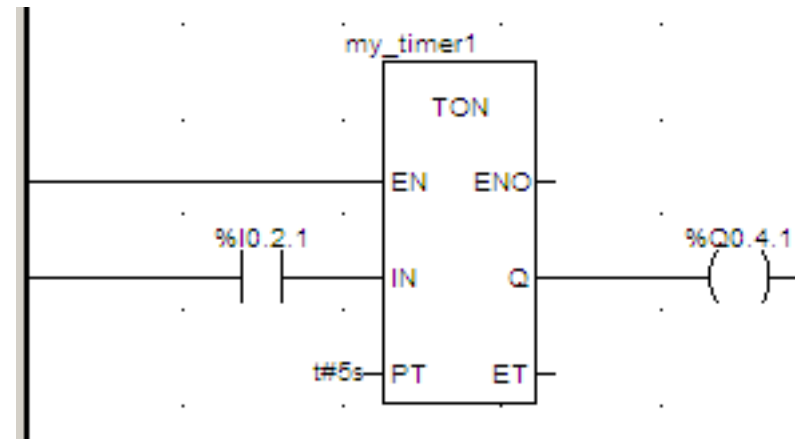 my_timer1
TON
EN ENO
%I0.2.1 %Q0.4.1
IN Q
t#5s PT ET